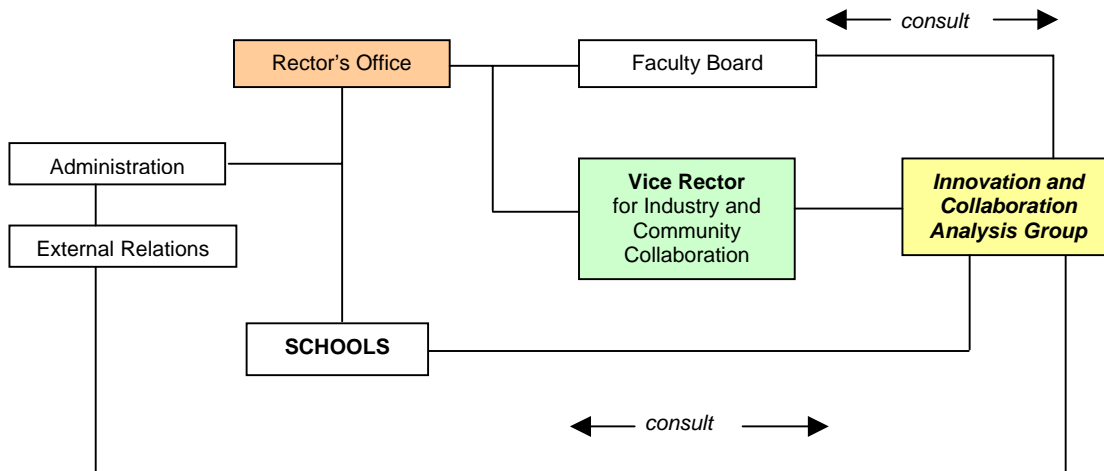 consult
Rector’s Office
Faculty Board
Administration
Vice Rector
for Industry and
Community
Collaboration
Innovation and
Collaboration
Analysis Group
External Relations
SCHOOLS
consult